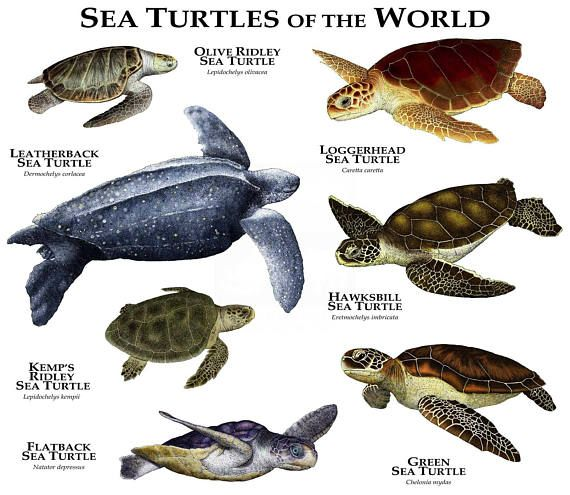 SEA TURTLES OF THE WORLD
OLIVE RIDLEY
SEA TURTLE
Lepidochelys olivacea
LEATHERBACK
SEA TURTLE
Dermochelys coriacea
LOGGERHEAD
SEA TURTLE
Caretta caretta
HAWKSBILL
SEA TURTLE
Eretmochelys imbricata
KEMP'S
RIDLEY
SEA TURTLE
Lepidochelys kempii
FLATBACK
SEA TURTLE
Natator depressus
GREEN
SEA TURTLE
Chelonia mydas